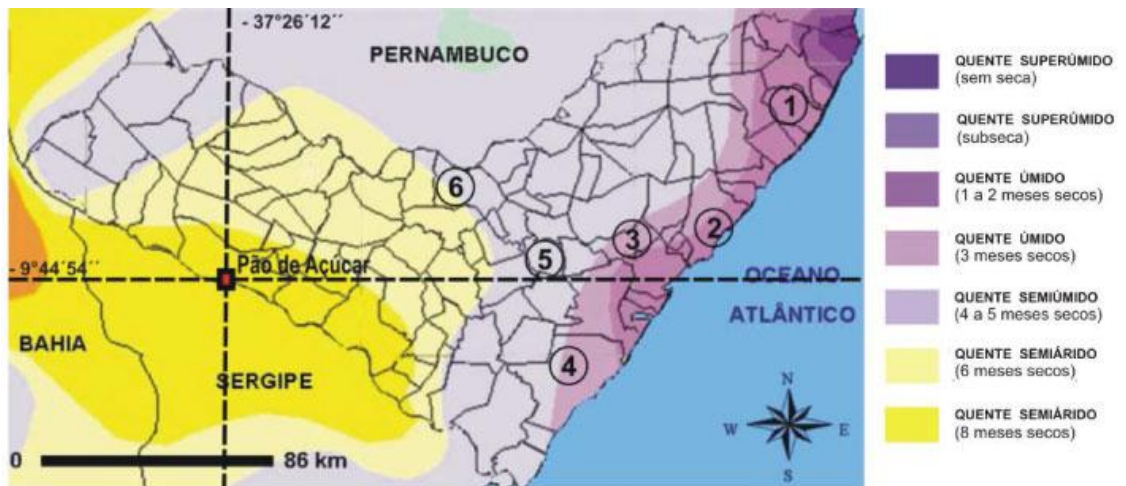 - 37°26´12´´
PERNAMBUCO
1
6
2
3
5
- 9°44´54´´
Pão de Açúcar
OCEANO
ATLÂNTICO
BAHIA
4
SERGIPE
N
W
E
S
0
86 km
QUENTE SUPERÚMIDO
(sem seca)
QUENTE SUPERÚMIDO
(subseca)
QUENTE ÚMIDO
(1 a 2 meses secos)
QUENTE ÚMIDO
(3 meses secos)
QUENTE SEMIÚMIDO
(4 a 5 meses secos)
QUENTE SEMIÁRIDO
(6 meses secos)
QUENTE SEMIÁRIDO
(8 meses secos)